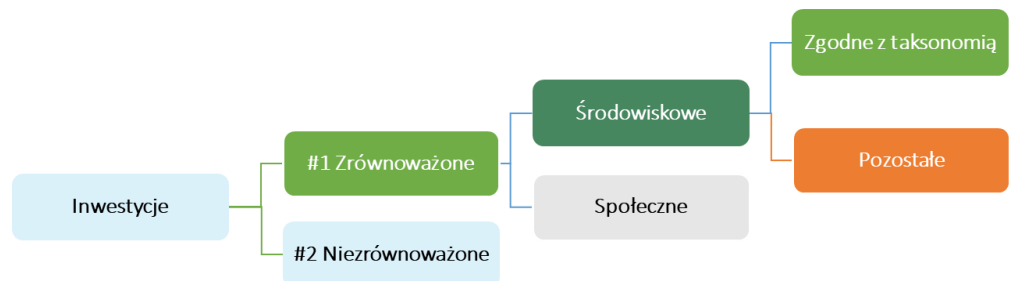 Zgodne z taksonomią
Środowiskowe
#1 Zrównoważone
Pozostałe
Inwestycje
Społeczne
#2 Niezrównoważone